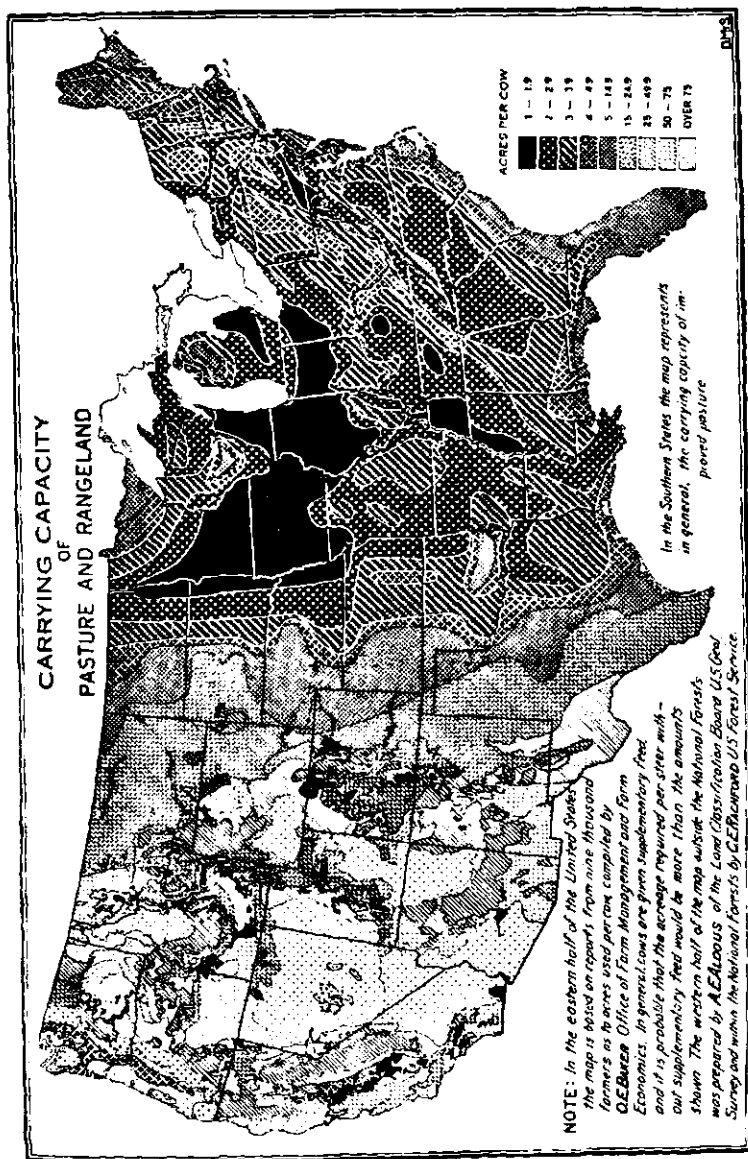 CARRYING CAPACITY
OF
PASTURE AND RANGELAND
ACRES PER COW
1 – 1.9
2 – 2.9
3 – 3.9
4 – 4.9
5 – 14.9
15 – 24.9
25 – 49.9
50 – 75
OVER 75
In the Southern States the map represents
in general, the carrying capacity of im-
proved pasture
NOTE: In the eastern half of the United States
the map is based on reports from nine thousand
farmers as to acres used per cow, compiled by
O.E.BAKER Office of Farm Management and Farm
Economics. In general, cows are given supplementary feed
and it is probable that the acreage required per steer with–
out supplementary feed would be more than the amounts
shown The western half of the map outside the National Forests
was prepared by A.E.ALDOUS of the Land Classification Board U.S. Geol
Survey and within the National Forests by C.E. U.S. Forest Service